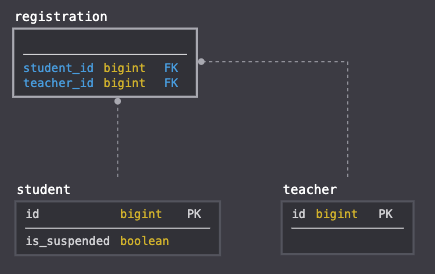 registration
student_id bigint FK
teacher_id bigint FK
student
id bigint PK
is_suspended boolean
teacher
id bigint PK